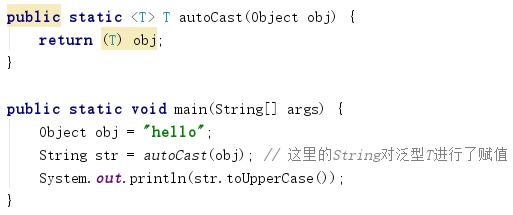 public static <T> T autoCast(Object obj) {
    return (T) obj;
}
public static void main(String[] args) {
    Object obj = "hello";
    String str = autoCast(obj); // 这里的String对泛型T进行了赋值
    System.out.println(str.toUpperCase());
}